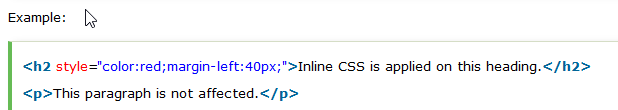 Example:
<h2 style="color:red;margin-left:40px;">Inline CSS is applied on this heading.</h2>
<p>This paragraph is not affected.</p>